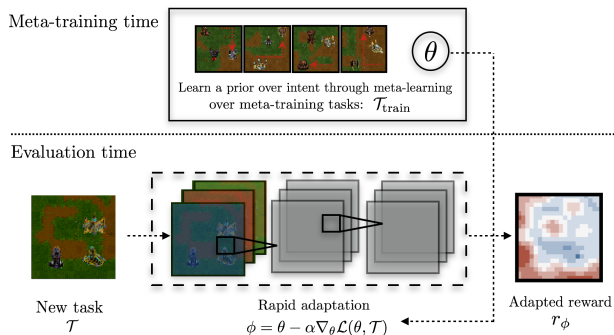 Meta-training time
θ
Learn a prior over intent through meta-learning
over meta-training tasks: 𝒯train
Evaluation time
New task
𝒯
Rapid adaptation
ϕ = θ − α∇θℒ(θ, 𝒯)
Adapted reward
rϕ